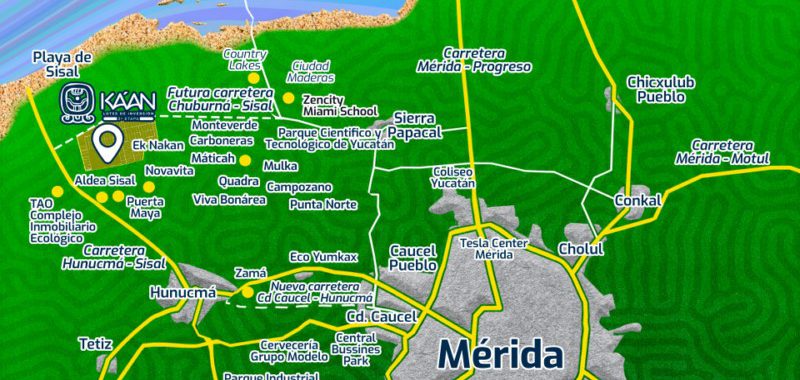 Playa de
Sisal
KÁAN
LOTES DE INVERSIÓN
Country
Lakes
Ciudad
Maderas
Carretera
Mérida - Progreso
Chicxulub
Pueblo
Futura carretera
Chuburná - Sisal
Zencity
Miami School
Sierra
Papacal
Monteverde
Carboneras
Parque Científico y
Tecnológico de Yucatán
Ek Nakan
Máticah
Mulka
Carretera
Mérida - Motul
Novavita
Aldea Sisal
Quadra
Campozano
Coliseo
Yucatán
TAO
Complejo
Inmobiliario
Ecológico
Puerta
Maya
Viva Bonárea
Punta Norte
Conkal
Carretera
Hunucmá - Sisal
Eco Yumkax
Caucel
Pueblo
Tesla Center
Mérida
Cholul
Zamá
Hunucmá
Nueva carretera
Cd Caucel - Hunucmá
Cd. Caucel
Tetiz
Cervecería
Grupo Modelo
Central
Bussines
Park
Mérida
Parque Industrial